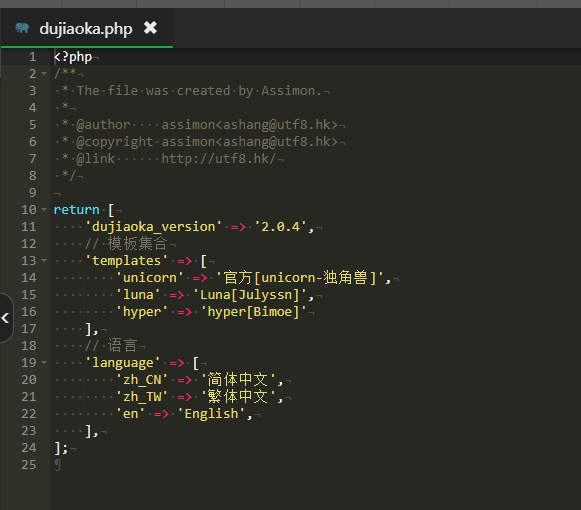 dujiaoka.php
1 <?php
2 /**
3 * The file was created by Assimon.
4 *
5 * @author    assimon<ashang@utf8.hk>
6 * @copyright assimon<ashang@utf8.hk>
7 * @link      http://utf8.hk/
8 */
9
10 return [
11     'dujiaoka_version' => '2.0.4',
12     // 模板集合
13     'templates' => [
14         'unicorn' => '官方[unicorn-独角兽]',
15         'luna' => 'Luna[Julyssn]',
16         'hyper' => 'hyper[Bimoe]'
17     ],
18     // 语言
19     'language' => [
20         'zh_CN' => '简体中文',
21         'zh_TW' => '繁体中文',
22         'en' => 'English',
23     ],
24 ];
25